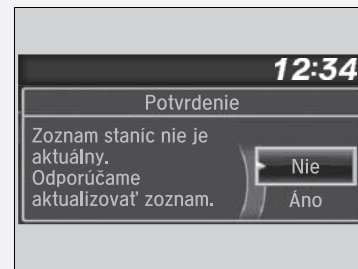 12:34
Potvrdenie
Zoznam staníc nie je
aktuálny.
Odporúčame
aktualizovať zoznam.
Nie
Áno